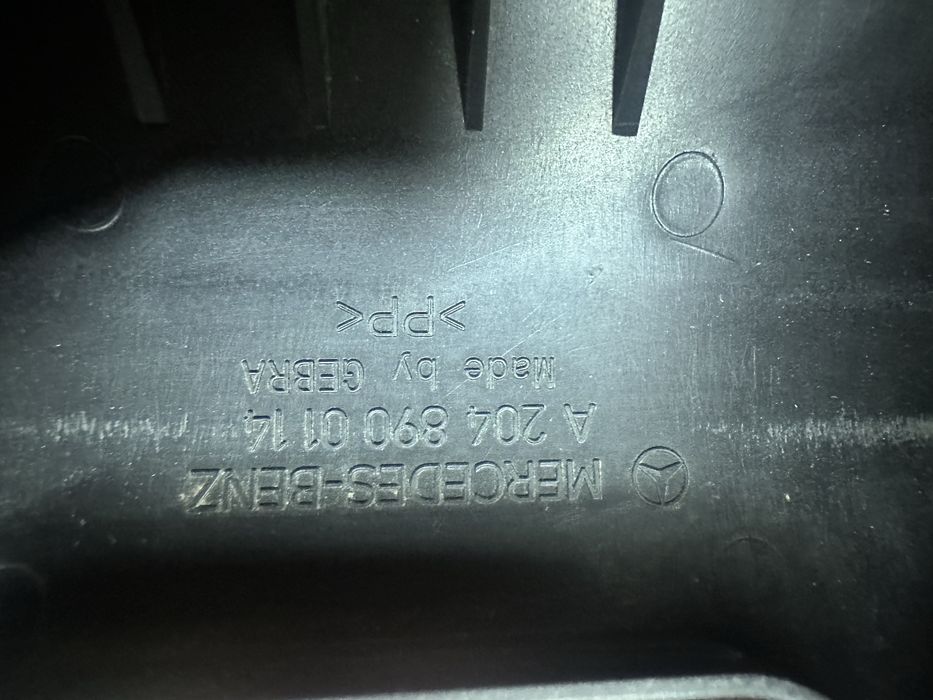 MERCEDES-BENZ
A 204 890 01 14
Made by GEBRA
>PP<